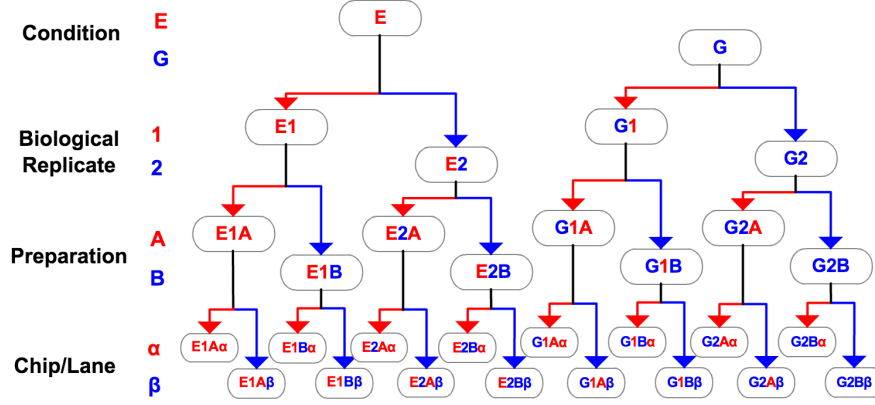 Condition
E
G
E
G
Biological
Replicate
1
2
E1
E2
G1
G2
Preparation
A
B
E1A
E1B
E2A
E2B
G1A
G1B
G2A
G2B
Chip/Lane
α
β
E1Aα
E1Bα
E2Aα
E2Bα
G1Aα
G1Bα
G2Aα
G2Bα
E1Aβ
E1Bβ
E2Aβ
E2Bβ
G1Aβ
G1Bβ
G2Aβ
G2Bβ